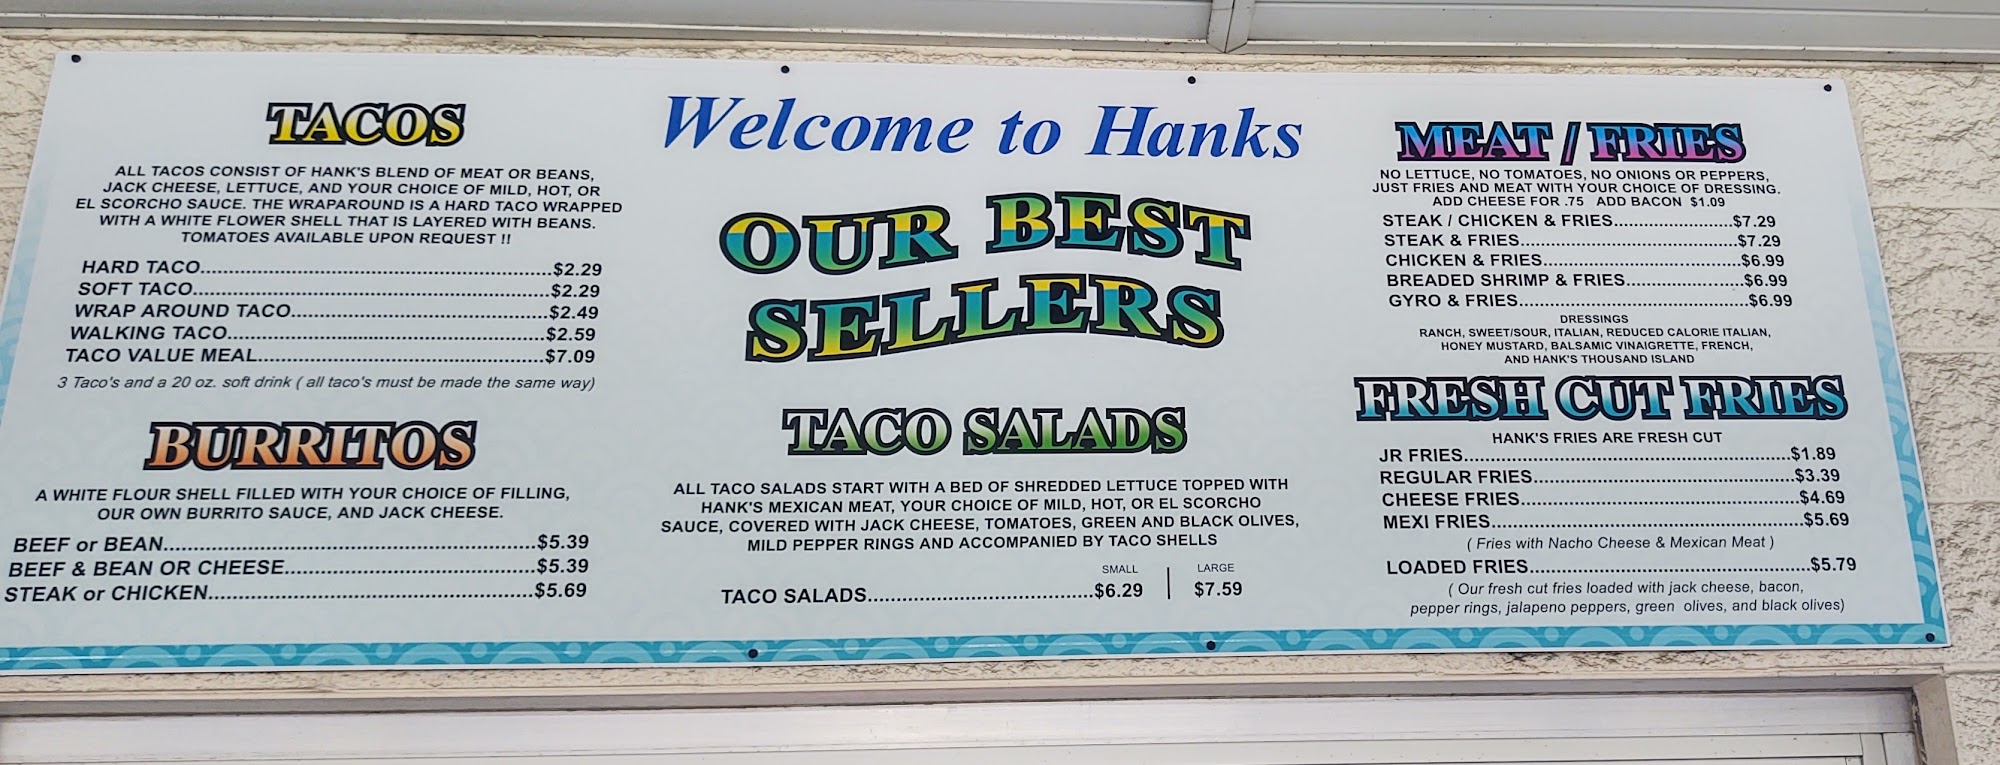 TACOS
ALL TACOS CONSIST OF HANK'S BLEND OF MEAT OR BEANS,
JACK CHEESE, LETTUCE, AND YOUR CHOICE OF MILD, HOT, OR
EL SCORCHO SAUCE. THE WRAPAROUND IS A HARD TACO WRAPPED
WITH A WHITE FLOWER SHELL THAT IS LAYERED WITH BEANS.
TOMATOES AVAILABLE UPON REQUEST !!
HARD TACO...$2.29
SOFT TACO...$2.29
WRAP AROUND TACO...$2.49
WALKING TACO...$2.59
TACO VALUE MEAL...$7.09
3 Taco's and a 20 oz. soft drink ( all taco's must be made the same way)
BURRITOS
A WHITE FLOUR SHELL FILLED WITH YOUR CHOICE OF FILLING,
OUR OWN BURRITO SAUCE, AND JACK CHEESE.
BEEF or BEAN...$5.39
BEEF & BEAN OR CHEESE...$5.39
STEAK or CHICKEN...$5.69
Welcome to Hanks
OUR BEST
SELLERS
TACO SALADS
ALL TACO SALADS START WITH A BED OF SHREDDED LETTUCE TOPPED WITH
HANK'S MEXICAN MEAT, YOUR CHOICE OF MILD, HOT, OR EL SCORCHO
SAUCE, COVERED WITH JACK CHEESE, TOMATOES, GREEN AND BLACK OLIVES,
MILD PEPPER RINGS AND ACCOMPANIED BY TACO SHELLS
SMALL LARGE
TACO SALADS...$6.29 | $7.59
MEAT / FRIES
NO LETTUCE, NO TOMATOES, NO ONIONS OR PEPPERS,
JUST FRIES AND MEAT WITH YOUR CHOICE OF DRESSING.
ADD CHEESE FOR .75 ADD BACON $1.09
STEAK / CHICKEN & FRIES...$7.29
STEAK & FRIES...$7.29
CHICKEN & FRIES...$6.99
BREADED SHRIMP & FRIES...$6.99
GYRO & FRIES...$6.99
DRESSINGS
RANCH, SWEET/SOUR, ITALIAN, REDUCED CALORIE ITALIAN,
HONEY MUSTARD, BALSAMIC VINAIGRETTE, FRENCH,
AND HANK'S THOUSAND ISLAND
FRESH CUT FRIES
HANK'S FRIES ARE FRESH CUT
JR FRIES...$1.89
REGULAR FRIES...$3.39
CHEESE FRIES...$4.69
MEXI FRIES...$5.69
( Fries with Nacho Cheese & Mexican Meat )
LOADED FRIES...$5.79
( Our fresh cut fries loaded with jack cheese, bacon,
pepper rings, jalapeno peppers, green olives, and black olives)